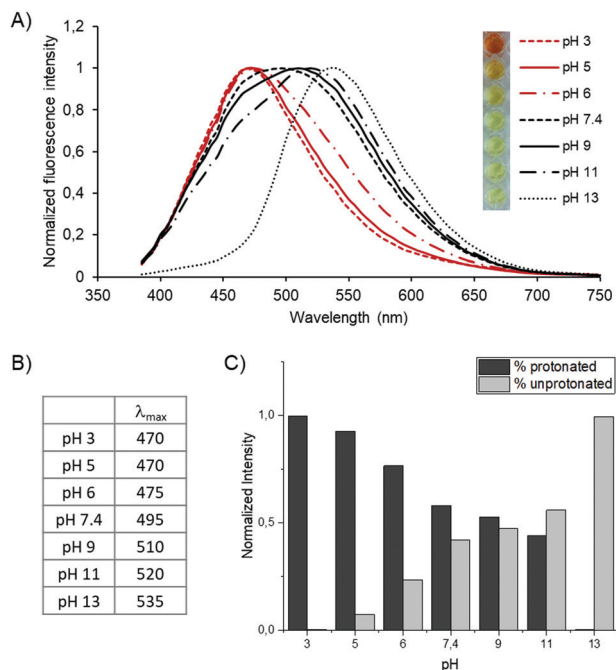 A)
Normalized fluorescence intensity
1,2
1
0,8
0,6
0,4
0,2
0
350 400 450 500 550 600 650 700 750
Wavelength (nm)
pH 3
pH 5
pH 6
pH 7.4
pH 9
pH 11
pH 13
B)
λmax
pH 3 470
pH 5 470
pH 6 475
pH 7.4 495
pH 9 510
pH 11 520
pH 13 535
C)
% protonated
% unprotonated
Normalized Intensity
1,0
0,5
0,0
3 5 6 7,4 9 11 13
pH